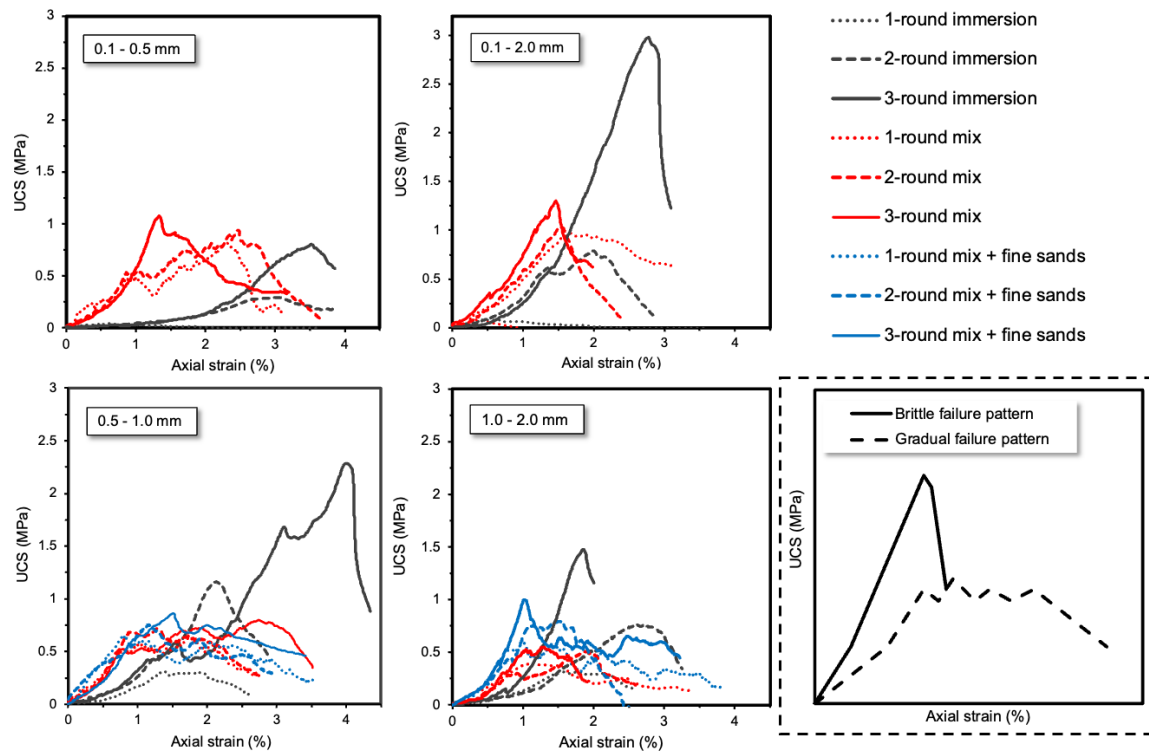 0.1 - 0.5 mm
UCS (MPa)
3
2.5
2
1.5
1
0.5
0
0 1 2 3 4
Axial strain (%)
0.1 - 2.0 mm
UCS (MPa)
3
2.5
2
1.5
1
0.5
0
0 1 2 3 4
Axial strain (%)
1-round immersion
2-round immersion
3-round immersion
1-round mix
2-round mix
3-round mix
1-round mix + fine sands
2-round mix + fine sands
3-round mix + fine sands
0.5 - 1.0 mm
UCS (MPa)
3
2.5
2
1.5
1
0.5
0
0 1 2 3 4
Axial strain (%)
1.0 - 2.0 mm
UCS (MPa)
3
2.5
2
1.5
1
0.5
0
0 1 2 3 4
Axial strain (%)
Brittle failure pattern
Gradual failure pattern
UCS (MPa)
Axial strain (%)